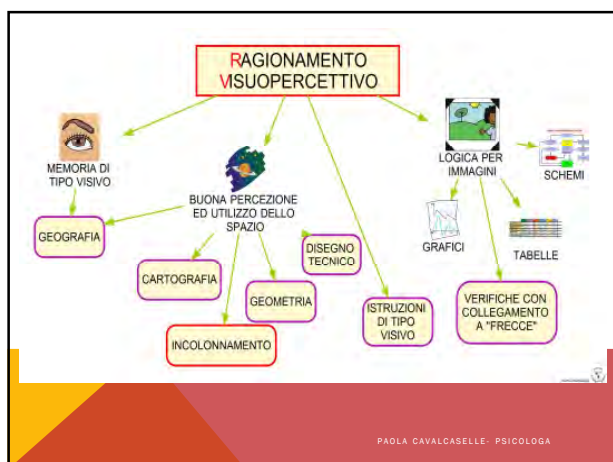 RAGIONAMENTO
VISUOPERCETTIVO
MEMORIA DI
TIPO VISIVO
GEOGRAFIA
BUONA PERCEZIONE
ED UTILIZZO DELLO
SPAZIO
CARTOGRAFIA
INCOLONNAMENTO
GEOMETRIA
DISEGNO
TECNICO
ISTRUZIONI
DI TIPO
VISIVO
LOGICA PER
IMMAGINI
SCHEMI
GRAFICI
TABELLE
VERIFICHE CON
COLLEGAMENTO
A "FRECCE"
PAOLA CAVALCASELLE- PSICOLOGA